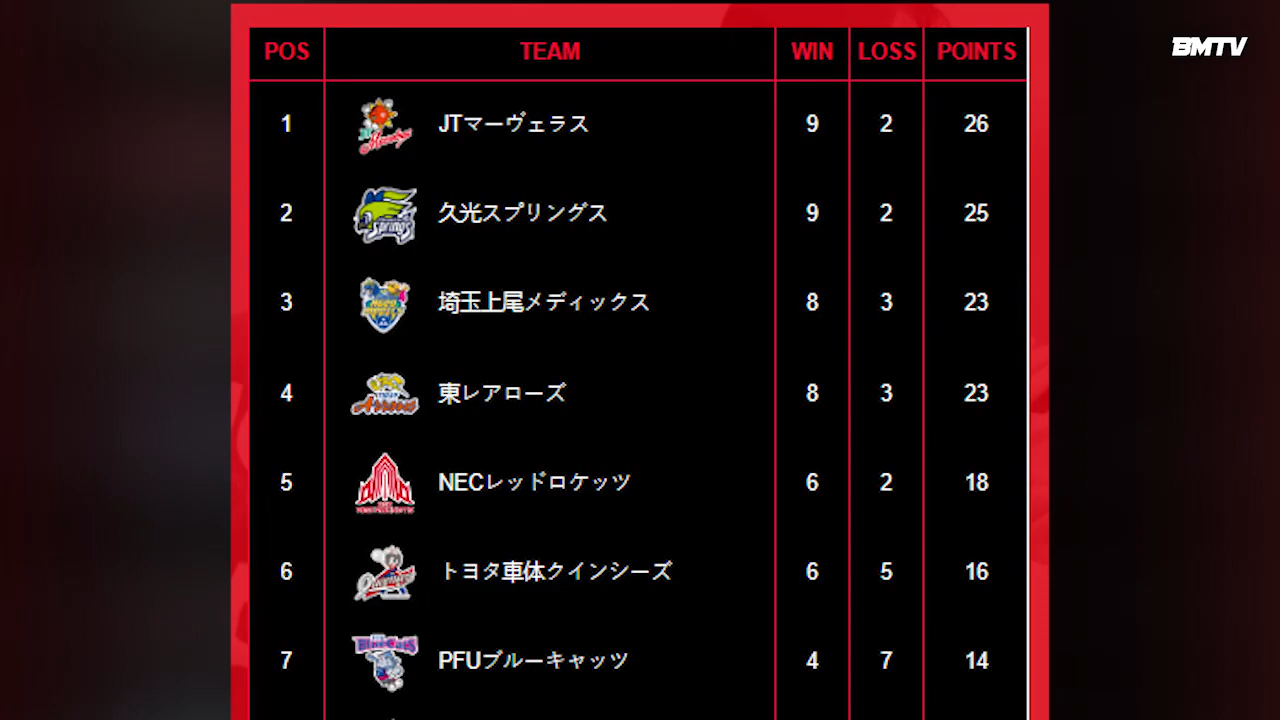 BMTV
POS TEAM WIN LOSS POINTS
1 JTマーヴェラス 9 2 26
2 久光スプリングス 9 2 25
3 埼玉上尾メディックス 8 3 23
4 東レアローズ 8 3 23
5 NECレッドロケッツ 6 2 18
6 トヨタ車体クインシーズ 6 5 16
7 PFUブルーキャッツ 4 7 14